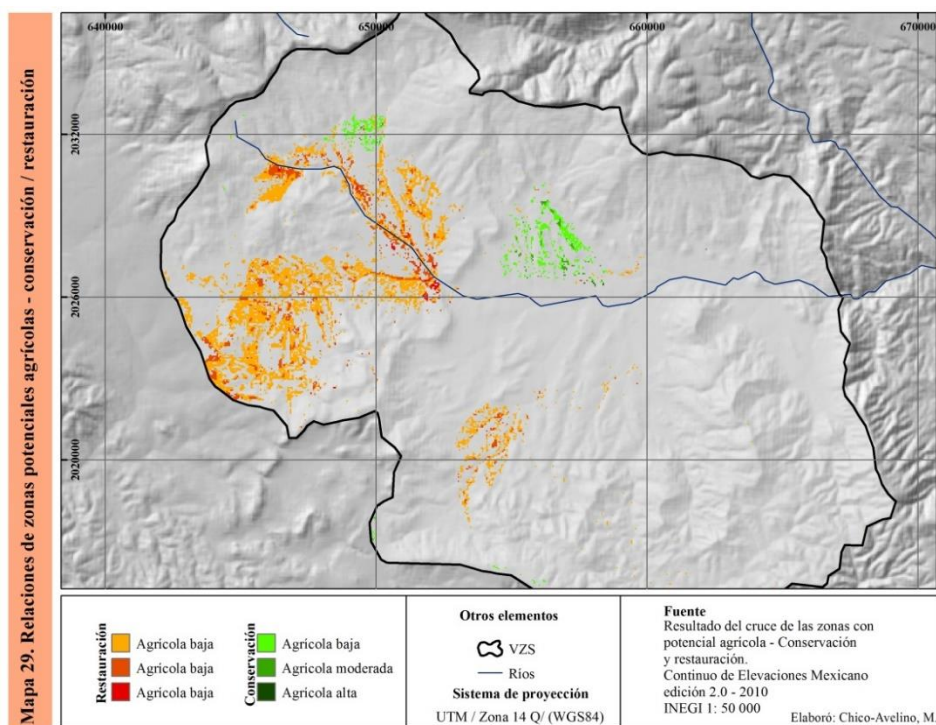 Mapa 29. Relaciones de zonas potenciales agrícolas - conservación / restauración
640000
650000
660000
670000
2032000
2026000
2020000
2032000
2026000
2020000
Restauración
Agrícola baja
Agrícola baja
Agrícola baja
Conservación
Agrícola baja
Agrícola moderada
Agrícola alta
Otros elementos
VZS
Ríos
Sistema de proyección
UTM / Zona 14 Q/ (WGS84)
Fuente
Resultado del cruce de las zonas con
potencial agrícola - Conservación
y restauración.
Continuo de Elevaciones Mexicano
edición 2.0 - 2010
INEGI 1: 50 000
Elaboró: Chico-Avelino, M.